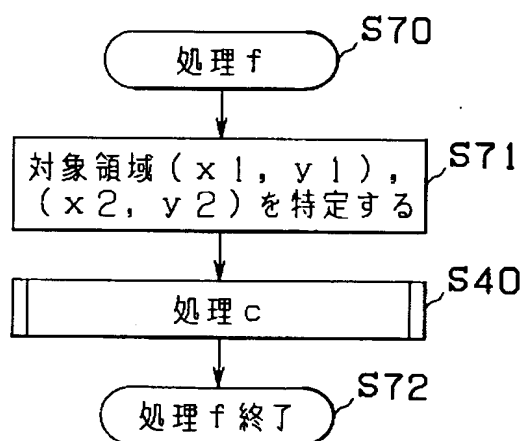 処理f
S70
対象領域(x1,y1),
(x2,y2)を特定する
S71
処理c
S40
処理f終了
S72